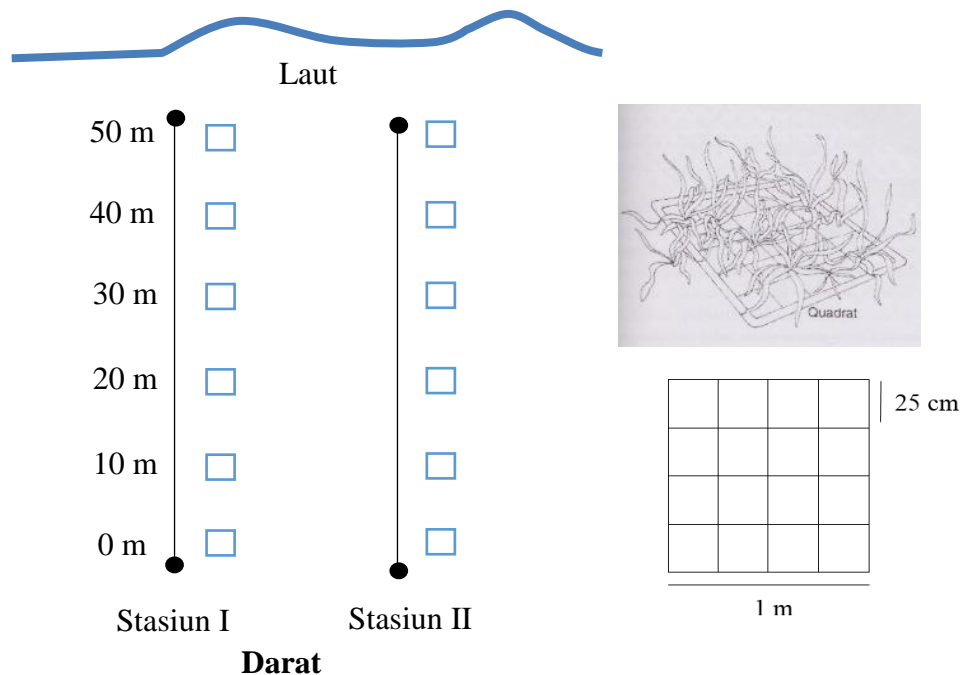 Laut
50 m
40 m
30 m
20 m
10 m
0 m
Stasiun I
Stasiun II
Darat
Quadrat
25 cm
1 m